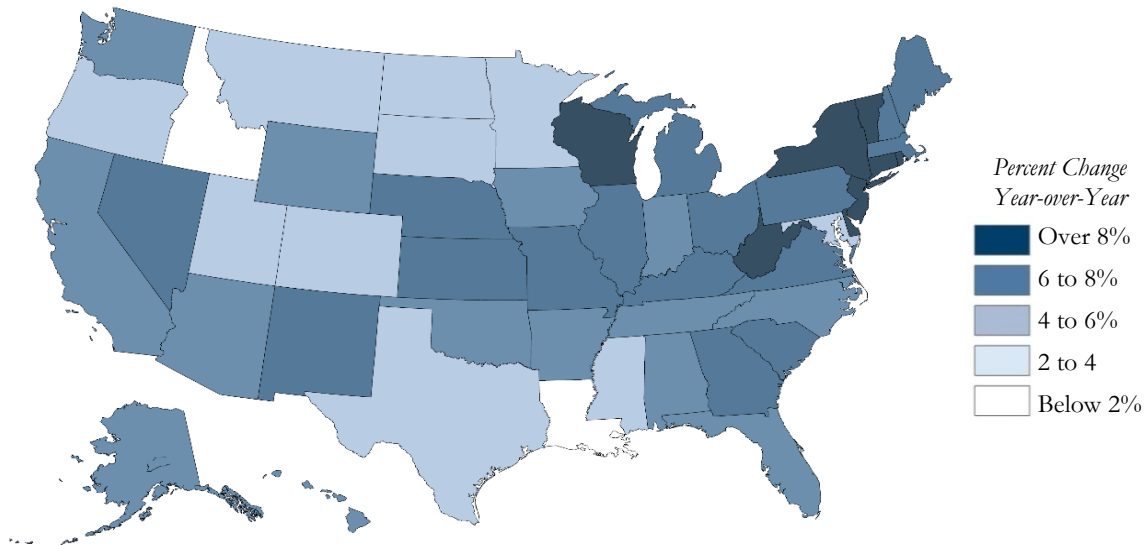 Percent Change
Year-over-Year
Over 8%
6 to 8%
4 to 6%
2 to 4
Below 2%